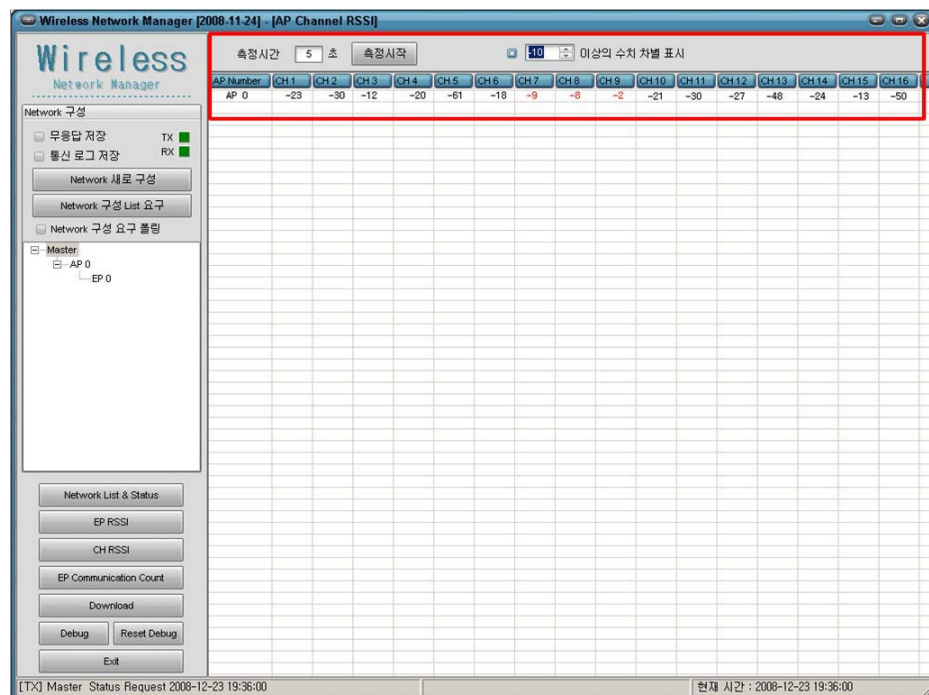 Wireless Network Manager [2008-11-24] - [AP Channel RSSI]
Wireless
Network Manager
측정시간 5 초 측정시작 -10 이상의 수치 차별 표시
AP Number CH 1 CH 2 CH 3 CH 4 CH 5 CH 6 CH 7 CH 8 CH 9 CH 10 CH 11 CH 12 CH 13 CH 14 CH 15 CH 16
AP 0 -23 -30 -12 -20 -61 -18 -9 -8 -2 -21 -30 -27 -48 -24 -13 -50
Network 구성
무응답 저장 TX
통신 로그 저장 RX
Network 새로 구성
Network 구성 List 요구
Network 구성 요구 폴링
Master
AP 0
EP 0
Network List & Status
EP RSSI
CH RSSI
EP Communication Count
Download
Debug Reset Debug
Exit
[TX] Master Status Request 2008-12-23 19:36:00 현재 시간 : 2008-12-23 19:36:00